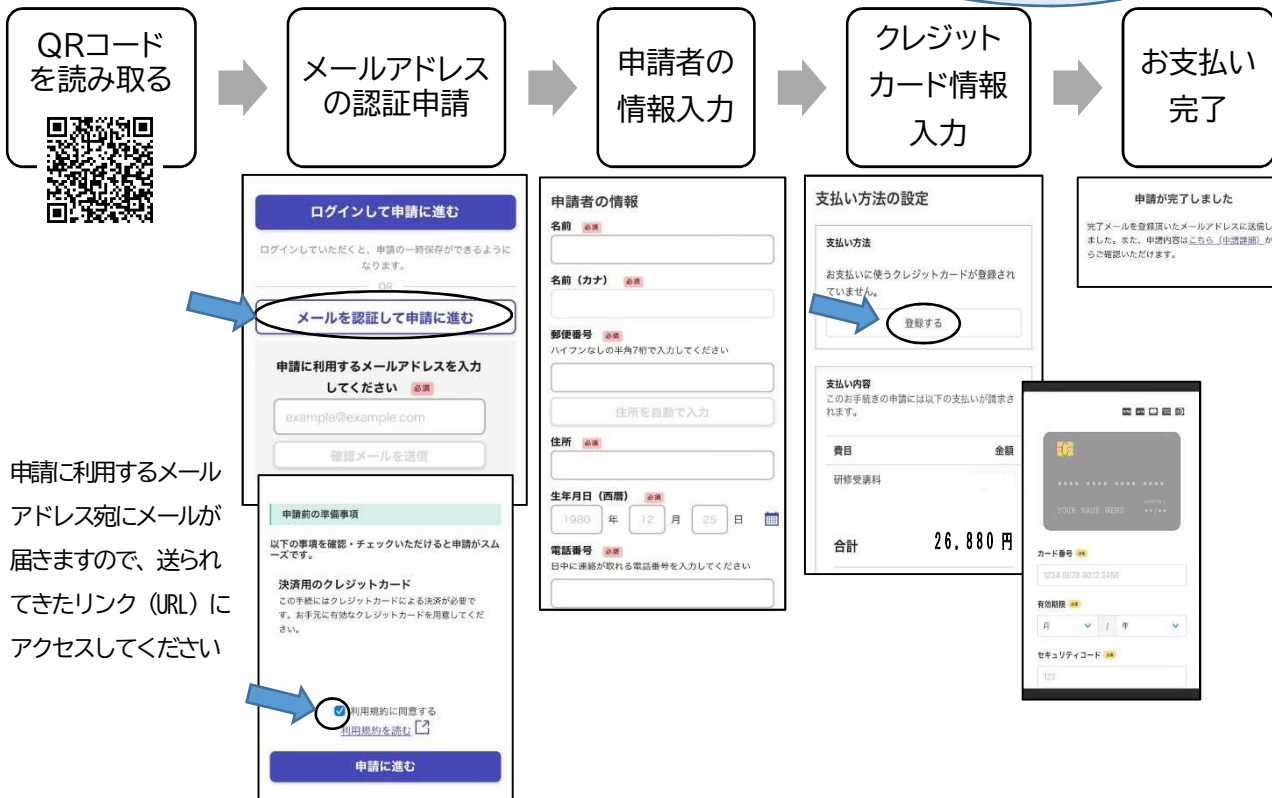 QRコード
を読み取る
メールアドレス
の認証申請
申請者の
情報入力
クレジット
カード情報
入力
お支払い
完了
ログインして申請に進む
ログインしていただくと、申請の一時保存ができるように
なります。
OR
メールを認証して申請に進む
申請に利用するメールアドレスを入力
してください 必須
example@example.com
確認メールを送信
申請に利用するメール
アドレス宛にメールが
届きますので、送られ
てきたリンク（URL）に
アクセスしてください
申請前の準備事項
以下の事項を確認・チェックいただけると申請がスム
ーズです。
決済用のクレジットカード
この手続にはクレジットカードによる決済が必要で
す。お手元に有効なクレジットカードを用意してくだ
さい。
利用規約に同意する
利用規約を読む
申請に進む
申請者の情報
名前 必須
名前（カナ） 必須
郵便番号 必須
ハイフンなしの半角7桁で入力してください
住所を自動で入力
住所 必須
生年月日（西暦） 必須
1980 年 12 月 25 日
電話番号 必須
日中に連絡が取れる電話番号を入力してください
支払い方法の設定
支払い方法
お支払いに使うクレジットカードが登録され
ていません。
登録する
支払い内容
このお手続きの申請には以下の支払いが請求さ
れます。
費目 金額
研修受講料
合計 26,880円
YOUR NAME HERE
カード番号 必須
1234 5678 9012 3456
有効期限 必須
月 / 年
セキュリティコード 必須
123
申請が完了しました
完了メールを登録頂いたメールアドレスに送信し
ました。また、申請内容はこちら（申請詳細）か
らご確認いただけます。